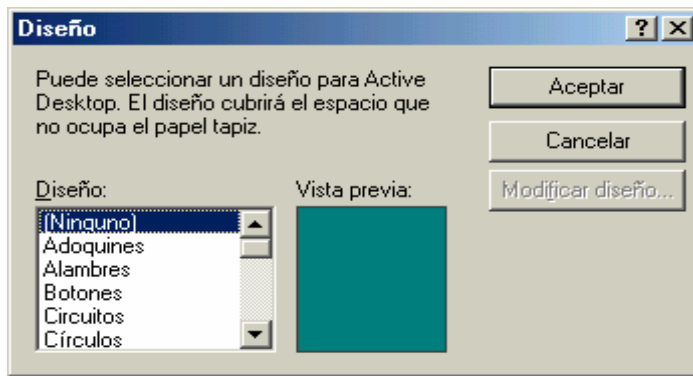 Diseño
Puede seleccionar un diseño para Active
Desktop. El diseño cubrirá el espacio que
no ocupa el papel tapiz.
Aceptar
Cancelar
Modificar diseño...
Diseño:
Vista previa:
(Ninguno)
Adoquines
Alambres
Botones
Circuitos
Círculos